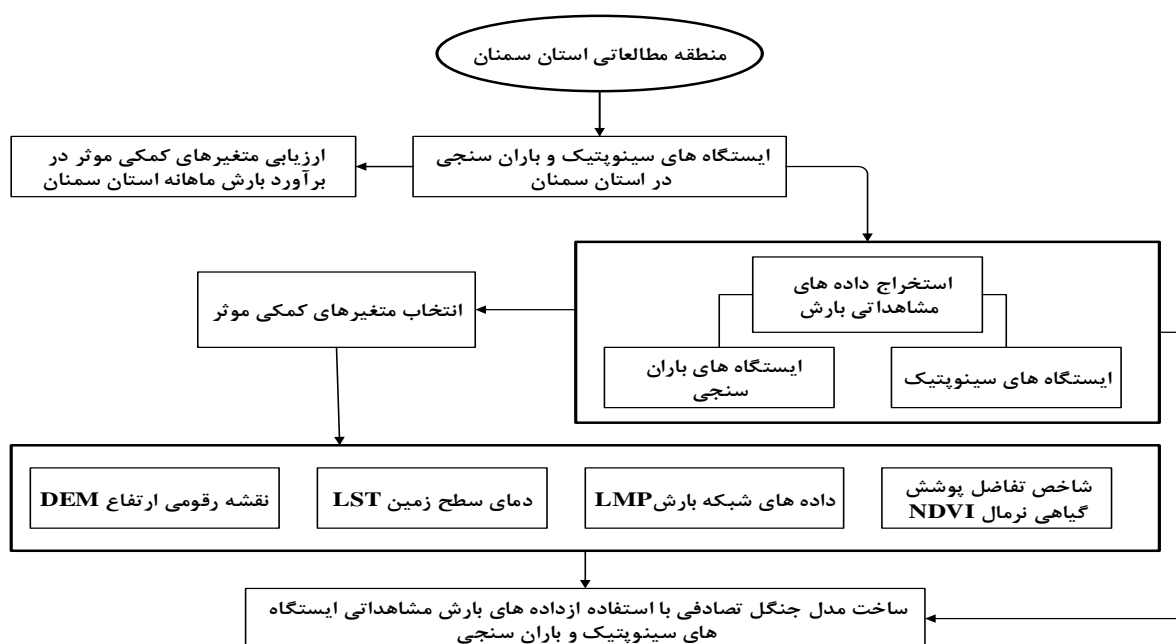 منطقه مطالعاتی استان سمنان
ایستگاه های سینوپتیک و باران سنجی
در استان سمنان
ارزیابی متغیرهای کمکی موثر در
برآورد بارش ماهانه استان سمنان
استخراج داده های
مشاهداتی بارش
ایستگاه های سینوپتیک
ایستگاه های باران
سنجی
انتخاب متغیرهای کمکی موثر
شاخص تفاضل پوشش
گیاهی نرمال NDVI
داده های شبکه بارشLMP
دمای سطح زمین LST
نقشه رقومی ارتفاع DEM
ساخت مدل جنگل تصادفی با استفاده ازداده های بارش مشاهداتی ایستگاه
های سینوپتیک و باران سنجی